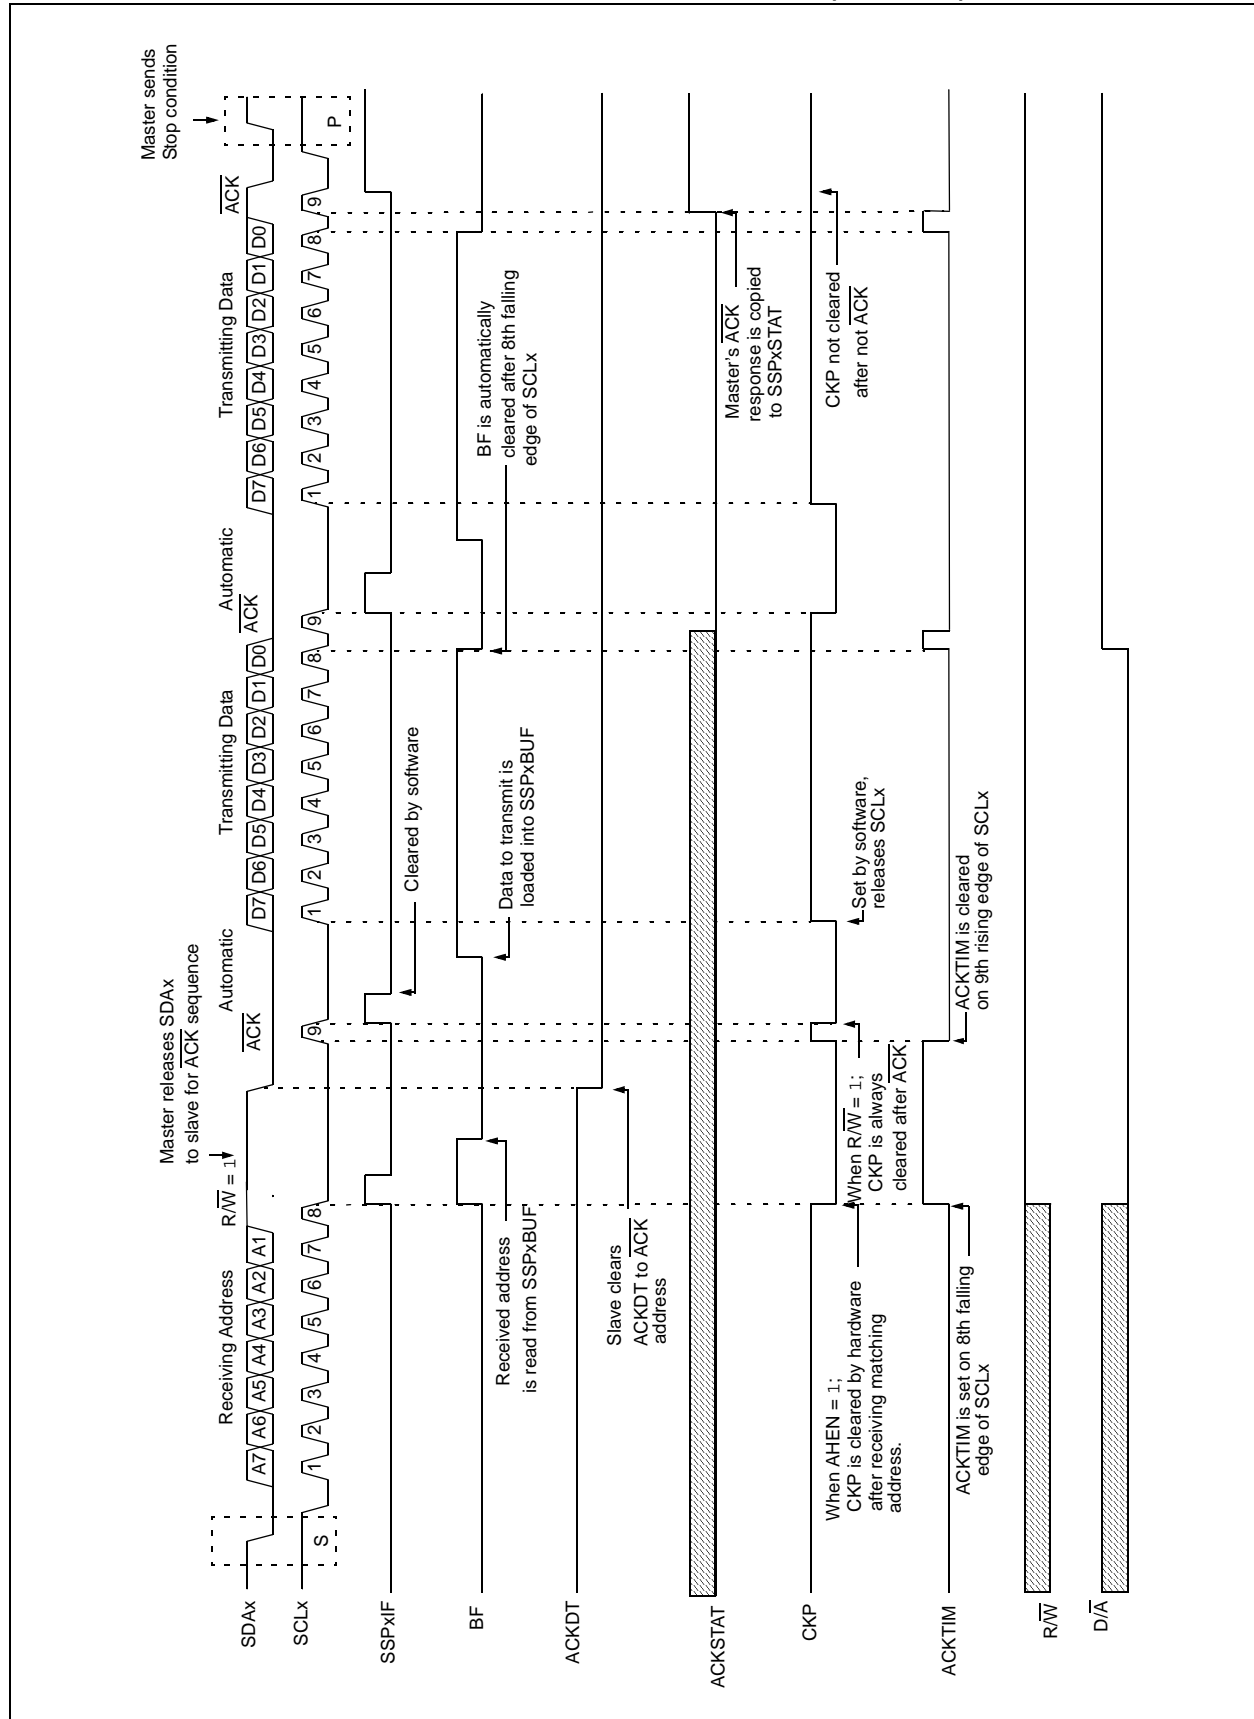 Master sends
Stop condition
Master releases SDAx
to slave for ACK sequence
Receiving Address
R/W = 1
Automatic
Transmitting Data
Automatic
Transmitting Data
ACK
ACK
ACK
SDAx
A7 A6 A5 A4 A3 A2 A1
D7 D6 D5 D4 D3 D2 D1 D0
D7 D6 D5 D4 D3 D2 D1 D0
SCLx
S
1 2 3 4 5 6 7 8 9
1 2 3 4 5 6 7 8 9
1 2 3 4 5 6 7 8 9
P
SSPxIF
Cleared by software
BF
Received address
is read from SSPxBUF
Data to transmit is
loaded into SSPxBUF
BF is automatically
cleared after 8th falling
edge of SCLx
ACKDT
Slave clears
ACKDT to ACK
address
ACKSTAT
Master's ACK
response is copied
to SSPxSTAT
CKP
When AHEN = 1;
CKP is cleared by hardware
after receiving matching
address.
When R/W = 1;
CKP is always
cleared after ACK
Set by software,
releases SCLx
CKP not cleared
after not ACK
ACKTIM
ACKTIM is set on 8th falling
edge of SCLx
ACKTIM is cleared
on 9th rising edge of SCLx
R/W
D/A